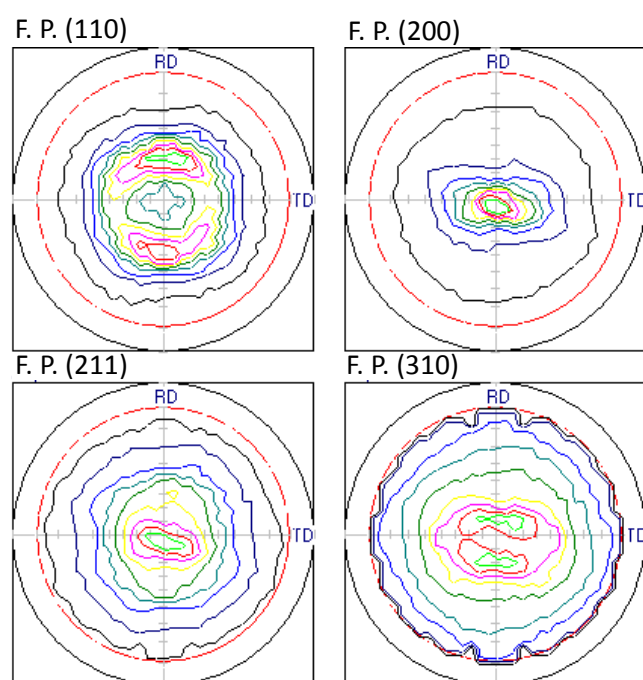 F. P. (110)
RD
TD
F. P. (200)
RD
TD
F. P. (211)
RD
TD
F. P. (310)
RD
TD